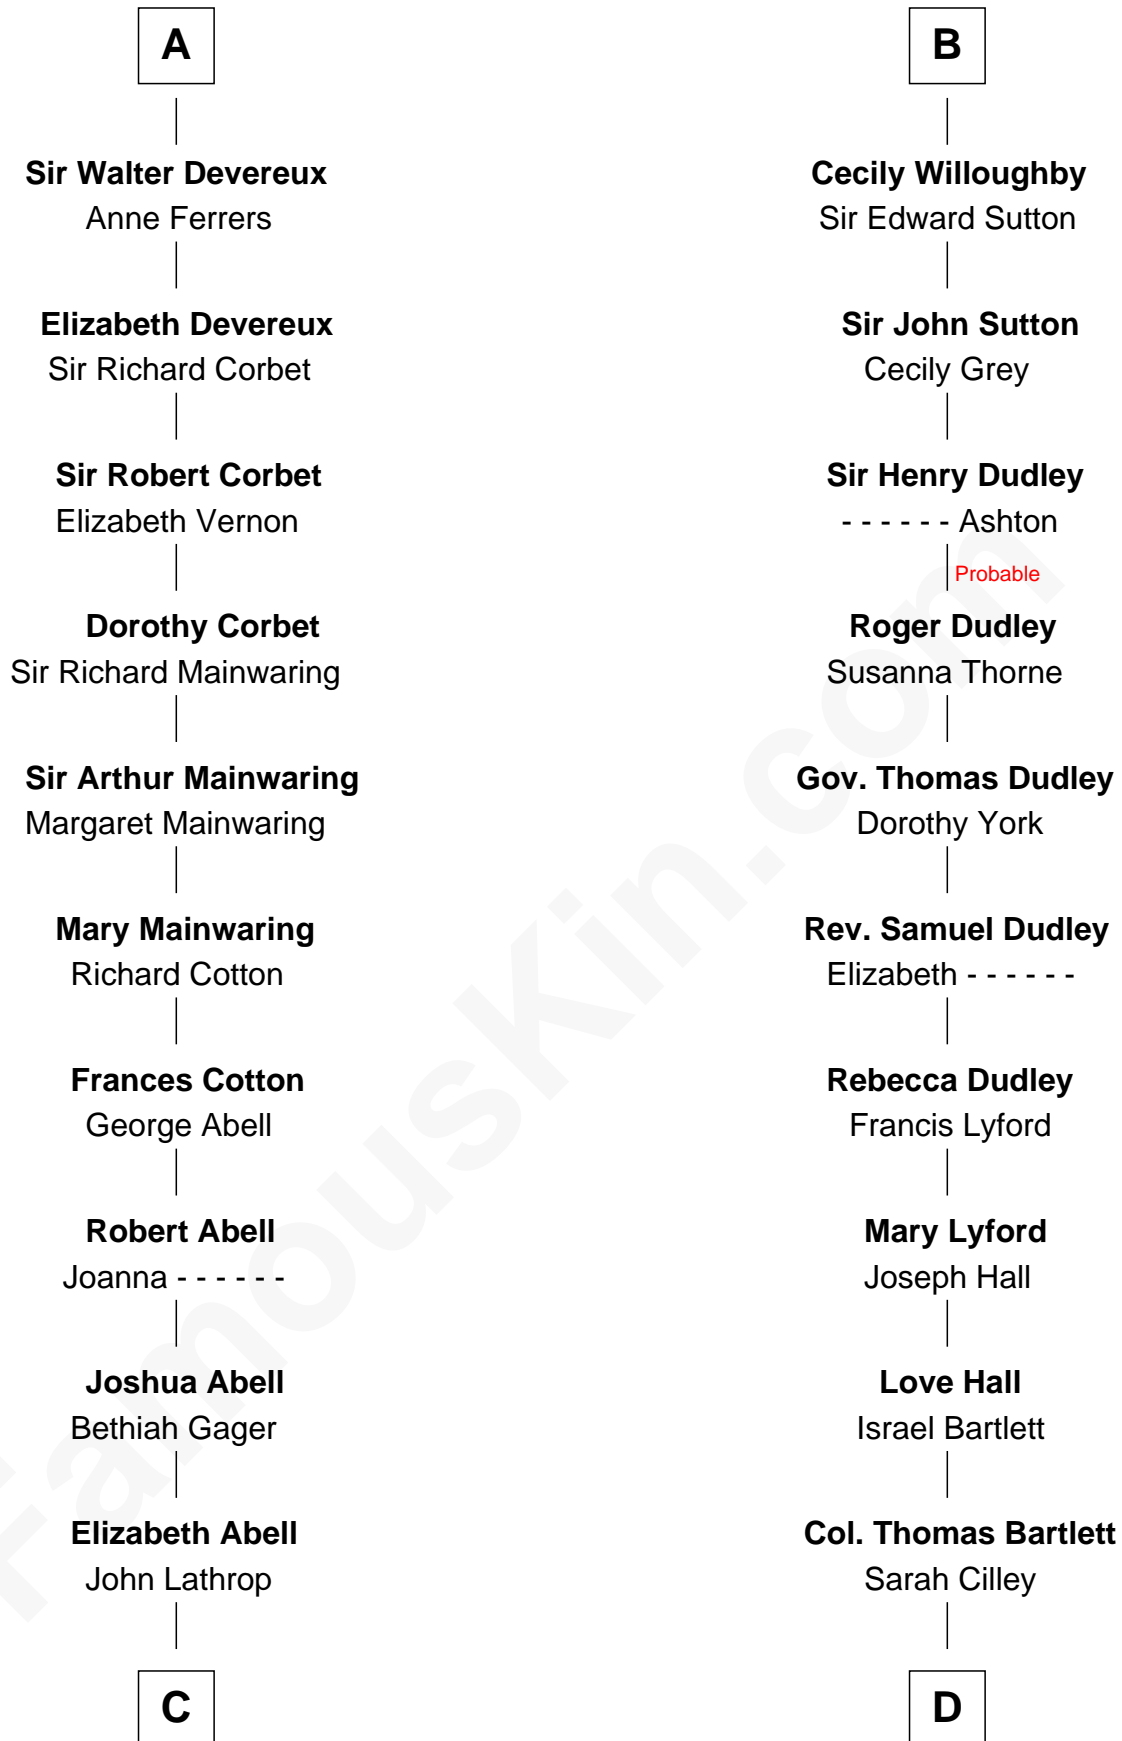 A
Sir Walter Devereux
Anne Ferrers
Elizabeth Devereux
Sir Richard Corbet
Sir Robert Corbet
Elizabeth Vernon
Dorothy Corbet
Sir Richard Mainwaring
Sir Arthur Mainwaring
Margaret Mainwaring
Mary Mainwaring
Richard Cotton
Frances Cotton
George Abell
Robert Abell
Joanna - - - - - -
Joshua Abell
Bethiah Gager
Elizabeth Abell
John Lathrop
C
B
Cecily Willoughby
Sir Edward Sutton
Sir John Sutton
Cecily Grey
Sir Henry Dudley
- - - - - - Ashton
Probable
Roger Dudley
Susanna Thorne
Gov. Thomas Dudley
Dorothy York
Rev. Samuel Dudley
Elizabeth - - - - - -
Rebecca Dudley
Francis Lyford
Mary Lyford
Joseph Hall
Love Hall
Israel Bartlett
Col. Thomas Bartlett
Sarah Cilley
D
FamousKin.com